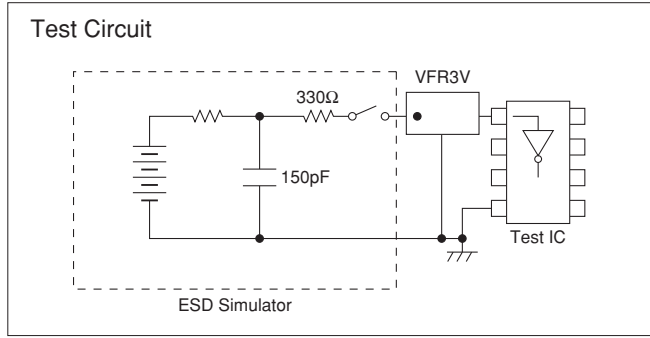 Test Circuit
VFR3V
330Ω
150pF
Test IC
ESD Simulator